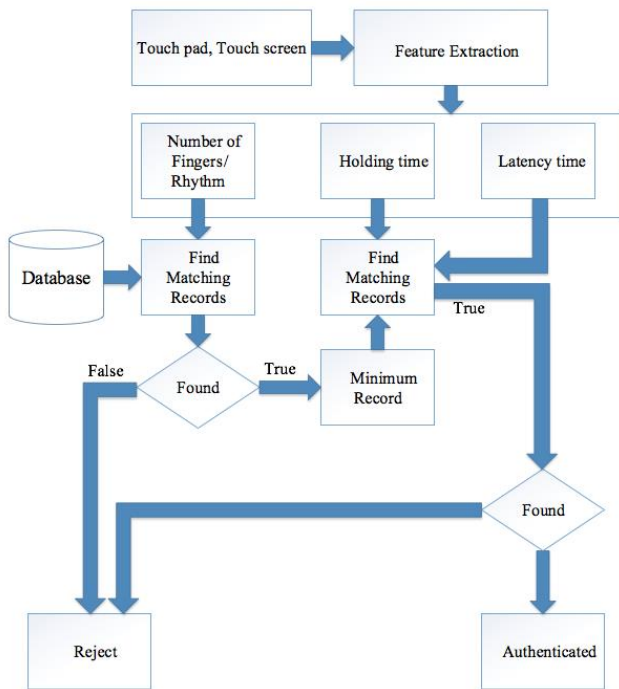 Touch pad, Touch screen
Feature Extraction
Number of
Fingers/
Rhythm
Holding time
Latency time
Database
Find
Matching
Records
Find
Matching
Records
True
False
Found
True
Minimum
Record
Found
Reject
Authenticated